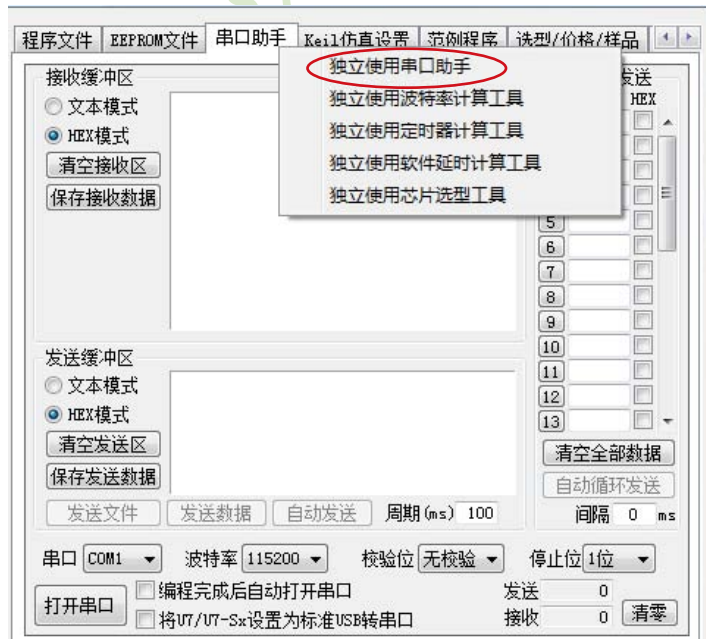 程序文件 EEPROM文件 串口助手 Keil仿真设置 范例程序 选型/价格/样品
独立使用串口助手
独立使用波特率计算工具
独立使用定时器计算工具
独立使用软件延时计算工具
独立使用芯片选型工具
接收缓冲区 发送
文本模式 HEX
HEX模式
清空接收区
保存接收数据
5
6
7
8
9
10
11
12
13
发送缓冲区
文本模式
HEX模式
清空发送区 清空全部数据
保存发送数据 自动循环发送
发送文件 发送数据 自动发送 周期(ms) 100 间隔 0 ms
串口 COM1 波特率 115200 校验位 无校验 停止位 1位
打开串口 编程完成后自动打开串口 发送 0
将U7/U7-Sx设置为标准USB转串口 接收 0 清零